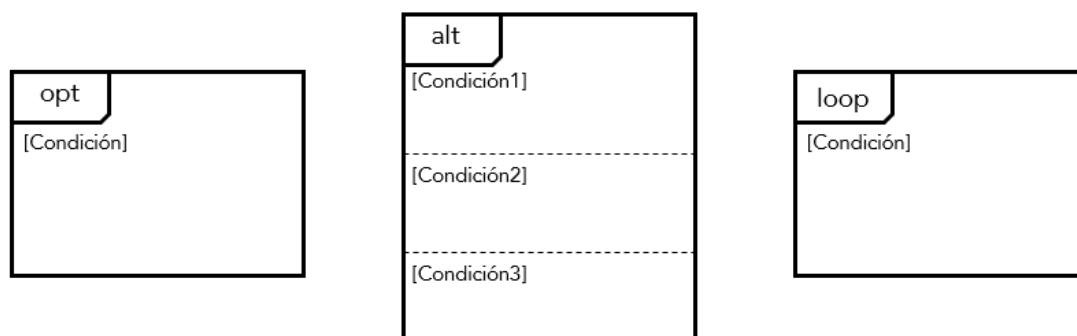 opt
[Condición]
alt
[Condición1]
[Condición2]
[Condición3]
loop
[Condición]